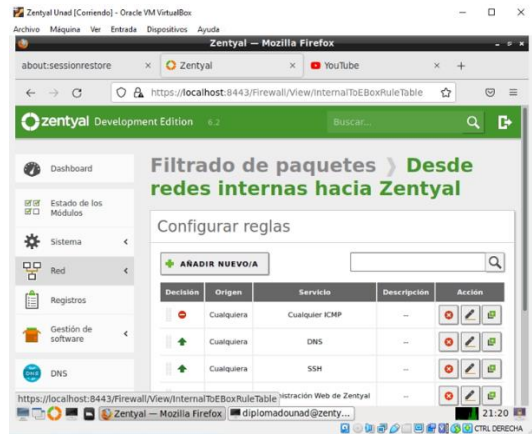 Zentyal Unad [Corriendo] - Oracle VM VirtualBox
Archivo Máquina Ver Entrada Dispositivos Ayuda
Zentyal — Mozilla Firefox
about:sessionrestore
Zentyal
YouTube
https://localhost:8443/Firewall/View/InternalToEBoxRuleTable
zentyal Development Edition 6.2
Buscar...
Dashboard
Estado de los
Módulos
Sistema
Red
Registros
Gestión de
software
DNS
Filtrado de paquetes Desde
redes internas hacia Zentyal
Configurar reglas
AÑADIR NUEVO/A
Decisión Origen Servicio Descripción Acción
Cualquiera Cualquier ICMP --
Cualquiera DNS --
Cualquiera SSH --
nistración Web de Zentyal --
https://localhost:8443/Firewall/View/InternalToEBoxRuleTable
Zentyal — Mozilla Firefox
diplomadounad@zenty...
21:20
CTRL DERECHA